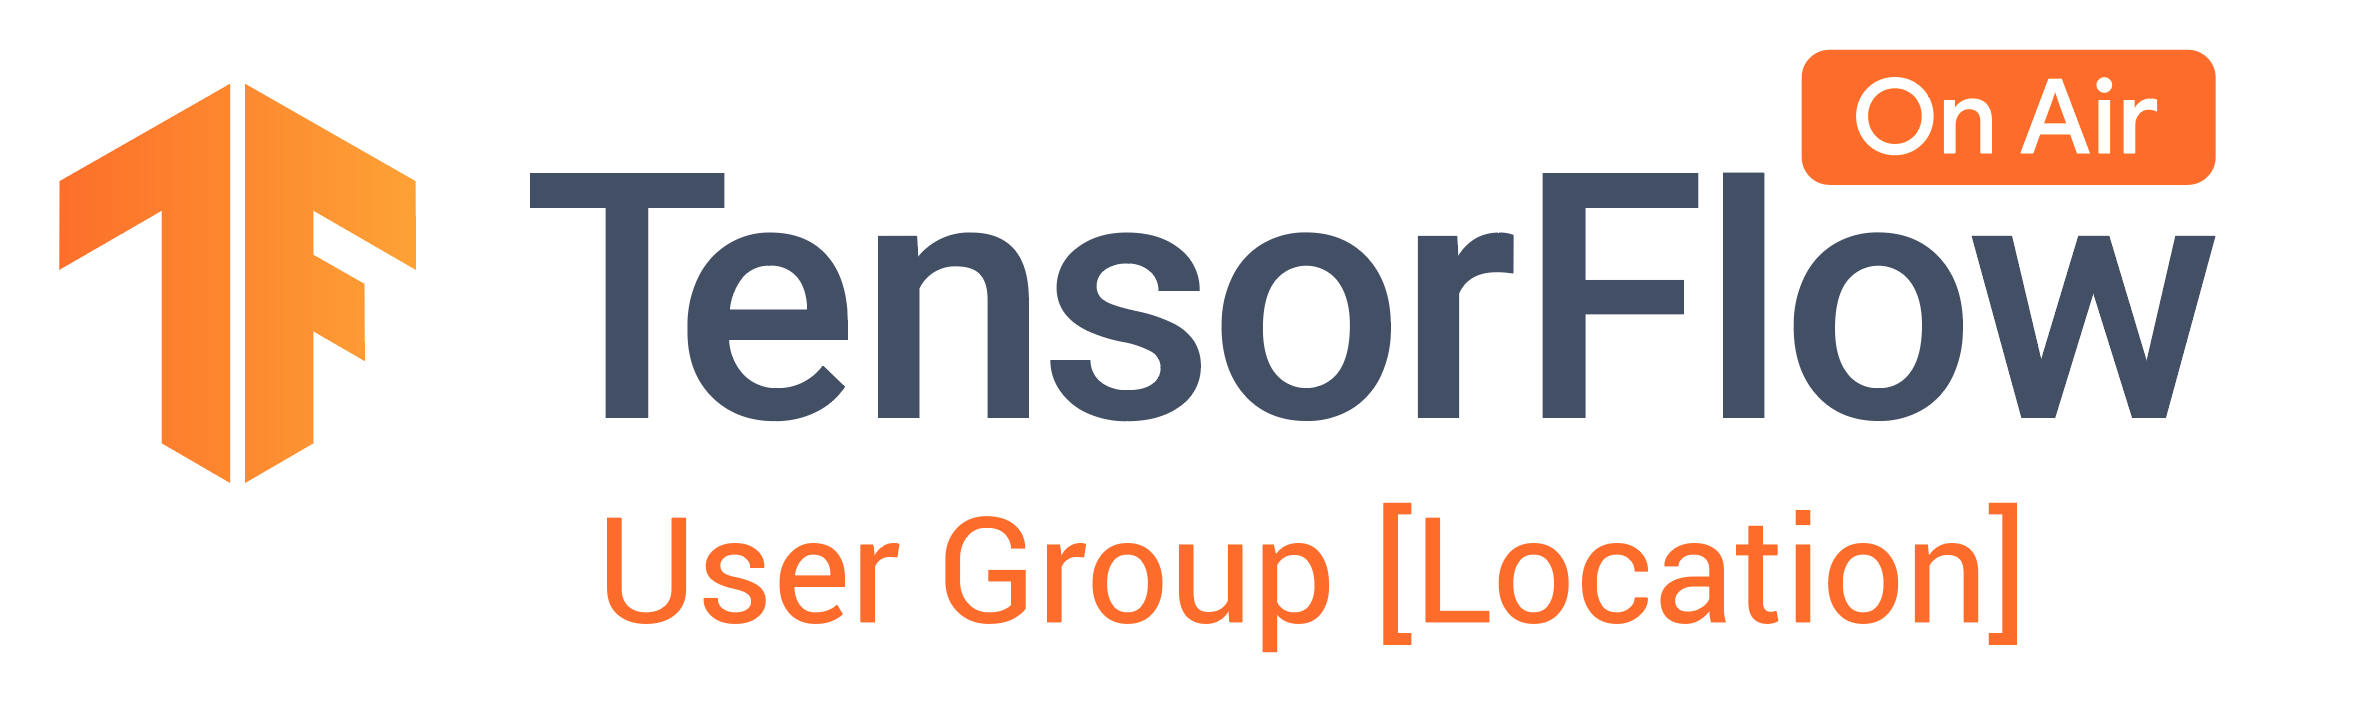 On Air
TensorFlow
User Group [Location]